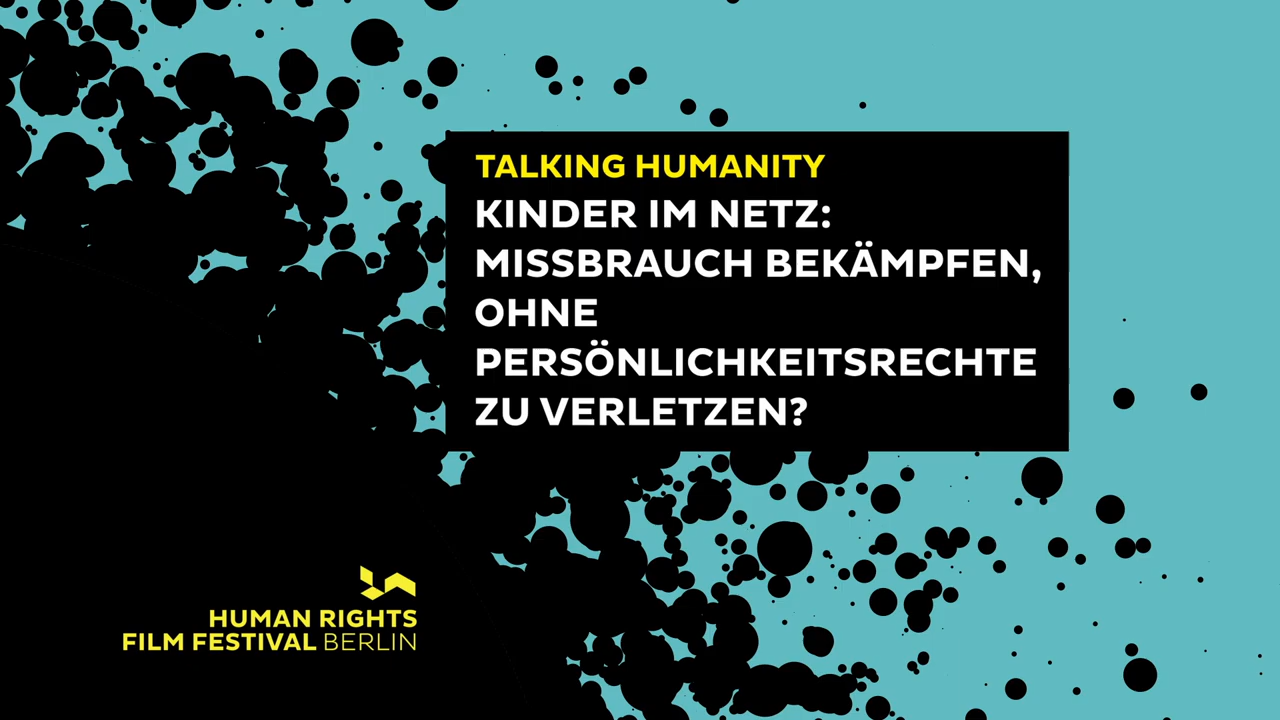 TALKING HUMANITY
KINDER IM NETZ:
MISSBRAUCH BEKÄMPFEN,
OHNE
PERSÖNLICHKEITSRECHTE
ZU VERLETZEN?
HUMAN RIGHTS
FILM FESTIVAL BERLIN